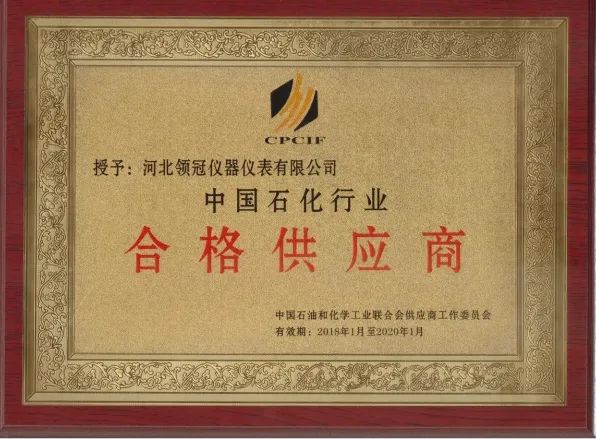 CPCIF
授予：河北领冠仪器仪表有限公司
中国石化行业
合格供应商
中国石油和化学工业联合会供应商工作委员会
有效期：2018年1月至2020年1月